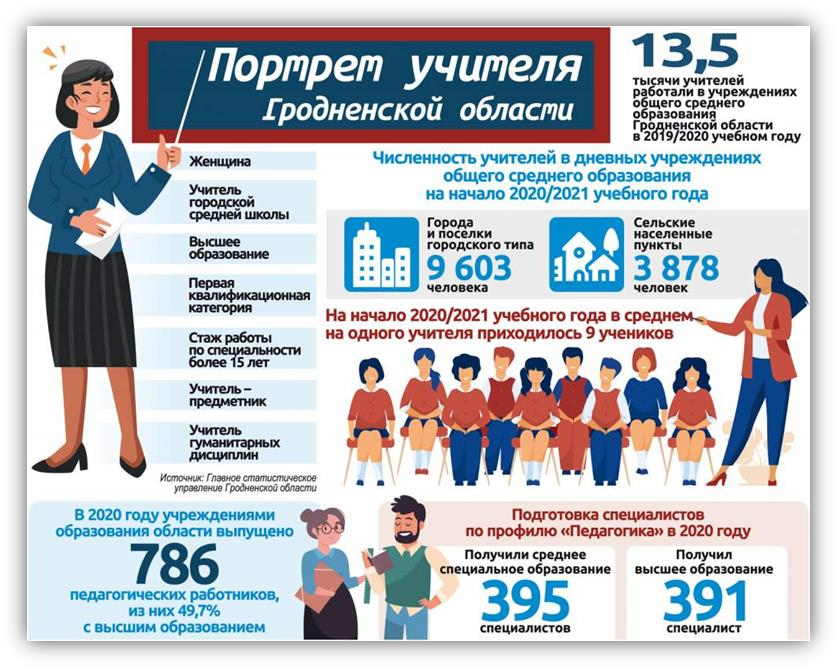 Портрет учителя
Гродненской области
13,5
тысячи учителей
работали в учреждениях
общего среднего
образования
Гродненской области
в 2019/2020 учебном году
Женщина
Учитель
городской
средней школы
Высшее
образование
Первая
квалификационная
категория
Стаж работы
по специальности
более 15 лет
Учитель –
предметник
Учитель
гуманитарных
дисциплин
Источник: Главное статистическое
управление Гродненской области
Численность учителей в дневных учреждениях
общего среднего образования
на начало 2020/2021 учебного года
Города
и поселки
городского типа
9 603
человека
Сельские
населенные
пункты
3 878
человек
На начало 2020/2021 учебного года в среднем
на одного учителя приходилось 9 учеников
В 2020 году учреждениями
образования области выпущено
786
педагогических работников,
из них 49,7%
с высшим образованием
Подготовка специалистов
по профилю «Педагогика» в 2020 году
Получили среднее
специальное образование
395
специалистов
Получил
высшее образование
391
специалист